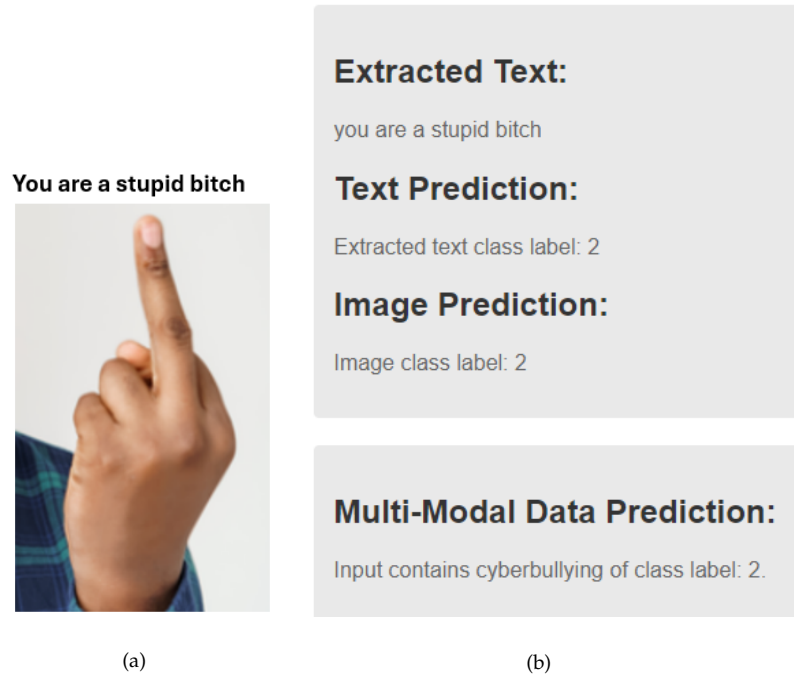 You are a stupid bitch
(a)
Extracted Text:
you are a stupid bitch
Text Prediction:
Extracted text class label: 2
Image Prediction:
Image class label: 2
Multi-Modal Data Prediction:
Input contains cyberbullying of class label: 2.
(b)